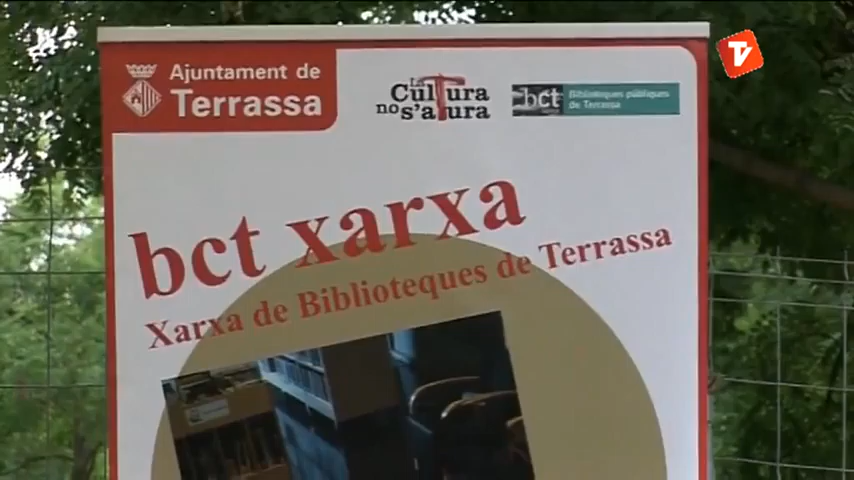 Ajuntament de
Terrassa
La
Cultura
no s'atura
bct
Biblioteques públiques
de Terrassa
TV
bct xarxa
Xarxa de Biblioteques de Terrassa